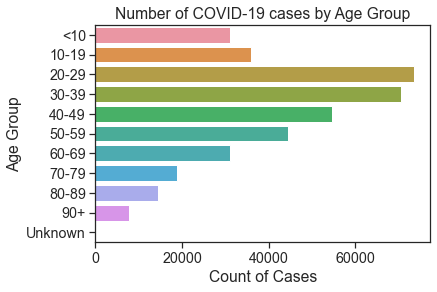 Number of COVID-19 cases by Age Group
Age Group
<10
10-19
20-29
30-39
40-49
50-59
60-69
70-79
80-89
90+
Unknown
0 20000 40000 60000
Count of Cases